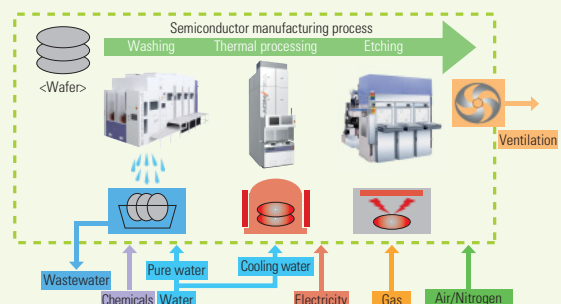 Semiconductor manufacturing process
Washing Thermal processing Etching
<Wafer>
Ventilation
Wastewater
Pure water
Cooling water
Chemicals
Water
Electricity
Gas
Air/Nitrogen